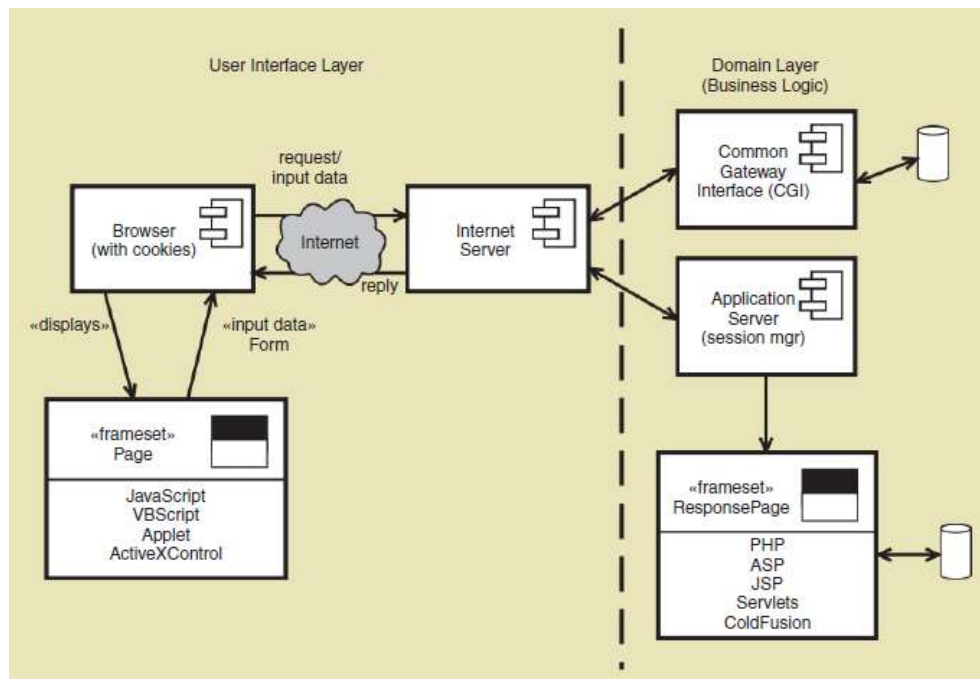 User Interface Layer
Domain Layer
(Business Logic)
request/
input data
Browser
(with cookies)
Internet
reply
Internet
Server
Common
Gateway
Interface (CGI)
Application
Server
(session mgr)
«displays»
«input data»
Form
«frameset»
Page
JavaScript
VBScript
Applet
ActiveXControl
«frameset»
ResponsePage
PHP
ASP
JSP
Servlets
ColdFusion